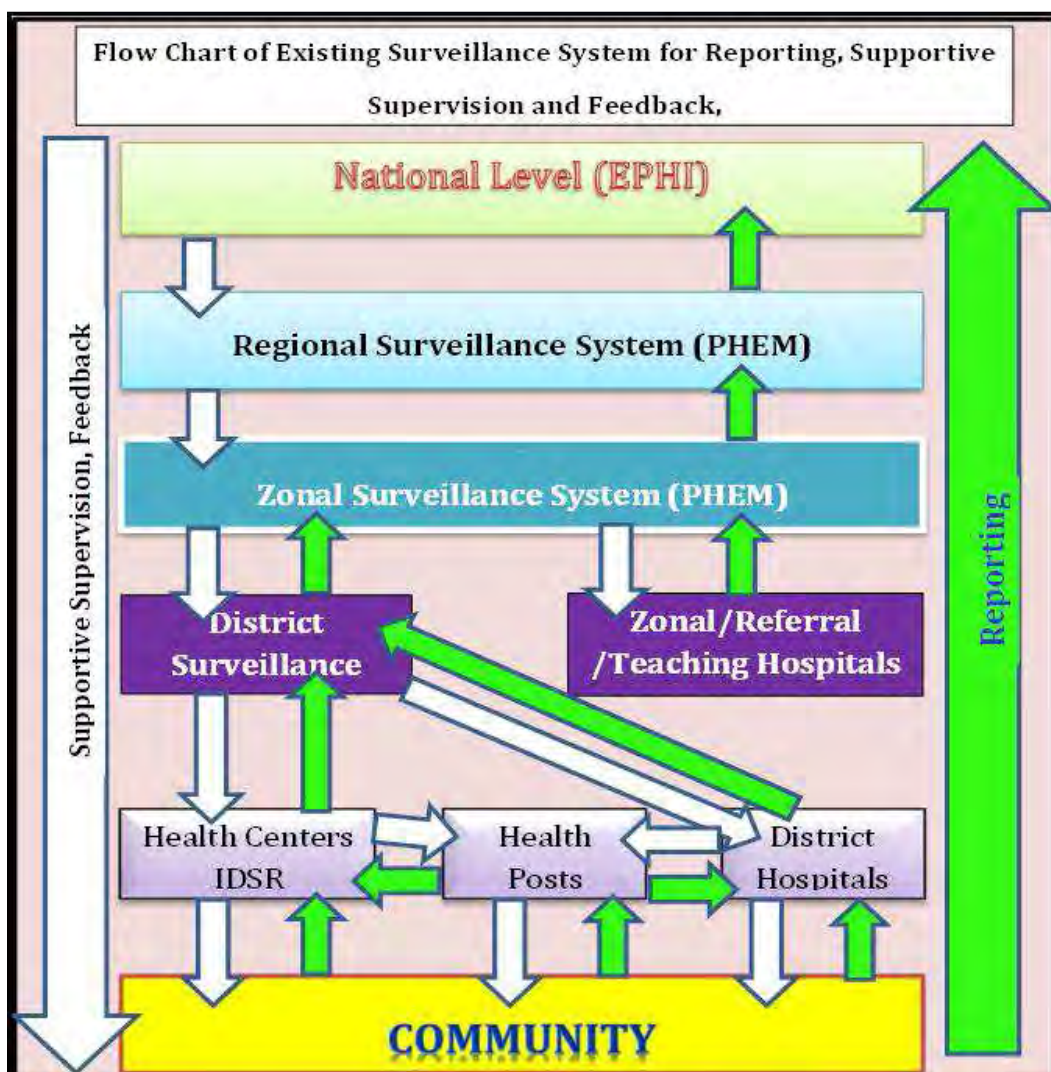 Flow Chart of Existing Surveillance System for Reporting, Supportive
Supervision and Feedback,
National Level (EPHI)
Regional Surveillance System (PHEM)
Zonal Surveillance System (PHEM)
District
Surveillance
Zonal/Referral
/Teaching Hospitals
Health Centers
IDSR
Health
Posts
District
Hospitals
COMMUNITY
Supportive Supervision, Feedback
Reporting